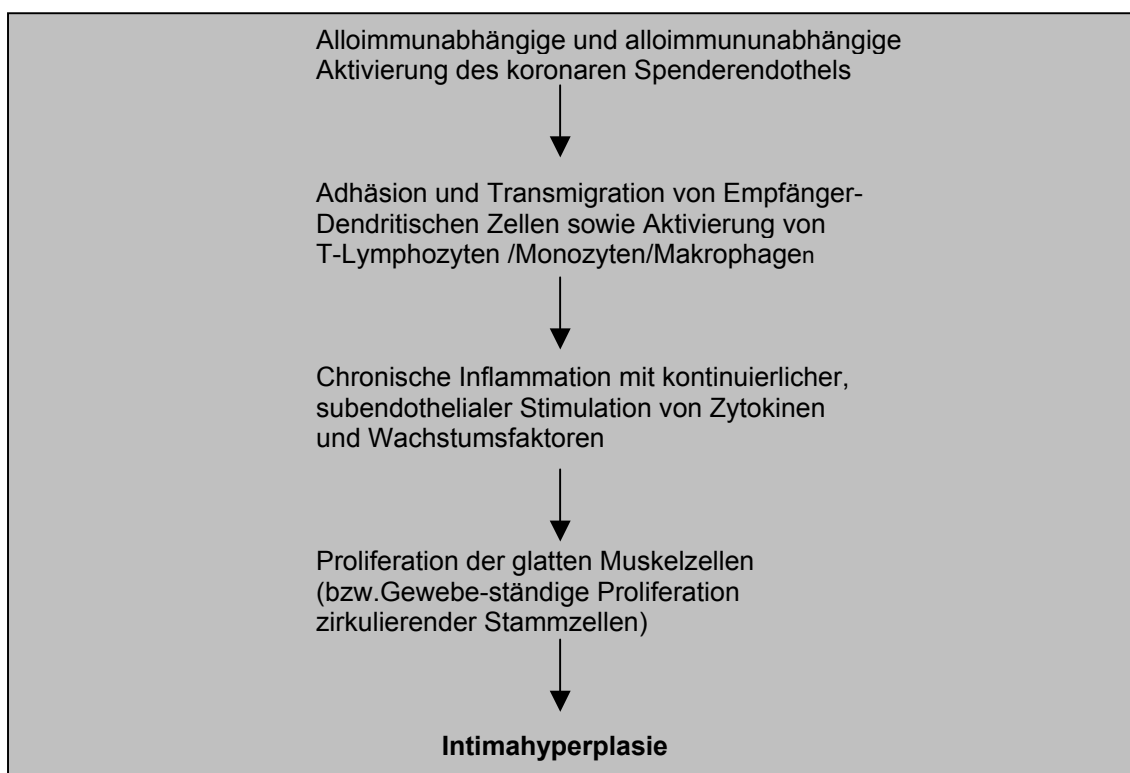 Alloimmunabhängige und alloimmununabhängige
Aktivierung des koronaren Spenderendothels
Adhäsion und Transmigration von Empfänger-
Dendritischen Zellen sowie Aktivierung von
T-Lymphozyten /Monozyten/Makrophagen
Chronische Inflammation mit kontinuierlicher,
subendothelialer Stimulation von Zytokinen
und Wachstumsfaktoren
Proliferation der glatten Muskelzellen
(bzw.Gewebe-ständige Proliferation
zirkulierender Stammzellen)
Intimahyperplasie